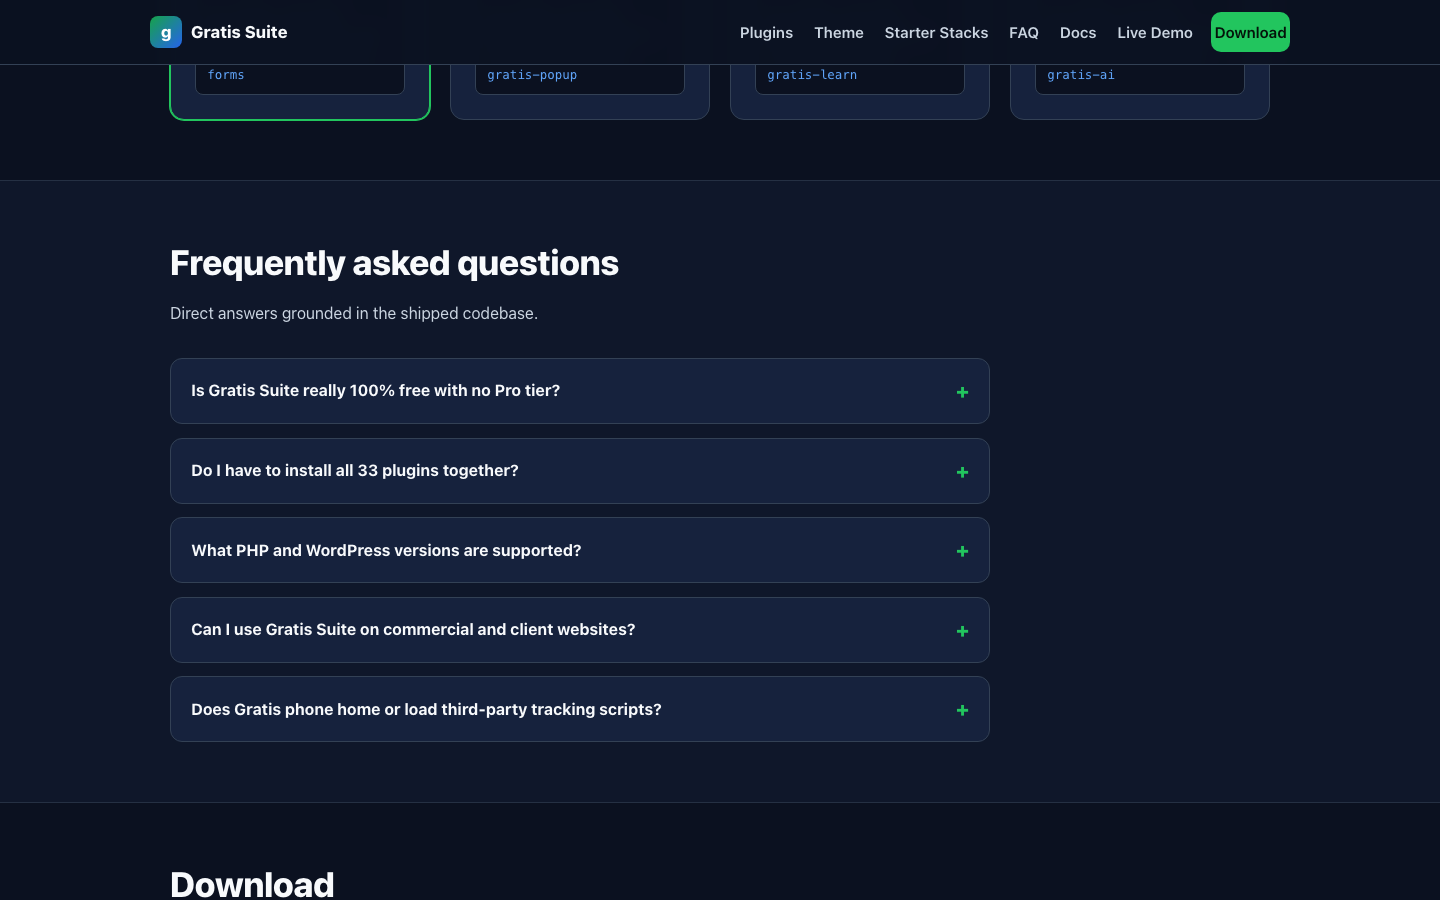 g Gratis Suite
Plugins Theme Starter Stacks FAQ Docs Live Demo Download
forms gratis-popup gratis-learn gratis-ai
Frequently asked questions
Direct answers grounded in the shipped codebase.
Is Gratis Suite really 100% free with no Pro tier? +
Do I have to install all 33 plugins together? +
What PHP and WordPress versions are supported? +
Can I use Gratis Suite on commercial and client websites? +
Does Gratis phone home or load third-party tracking scripts? +
Download